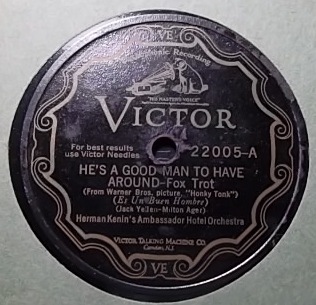 VE
Orthophonic Recording
"HIS MASTER'S VOICE"
VICTOR
For best results
use Victor Needles
22005-A
HE'S A GOOD MAN TO HAVE
AROUND-Fox Trot
(From Warner Bros. picture, "Honky Tonk")
(Es Un Buen Hombre)
(Jack Yellen-Milton Ager)
Herman Kenin's Ambassador Hotel Orchestra
VICTOR TALKING MACHINE CO.
Camden, N.J.
VE